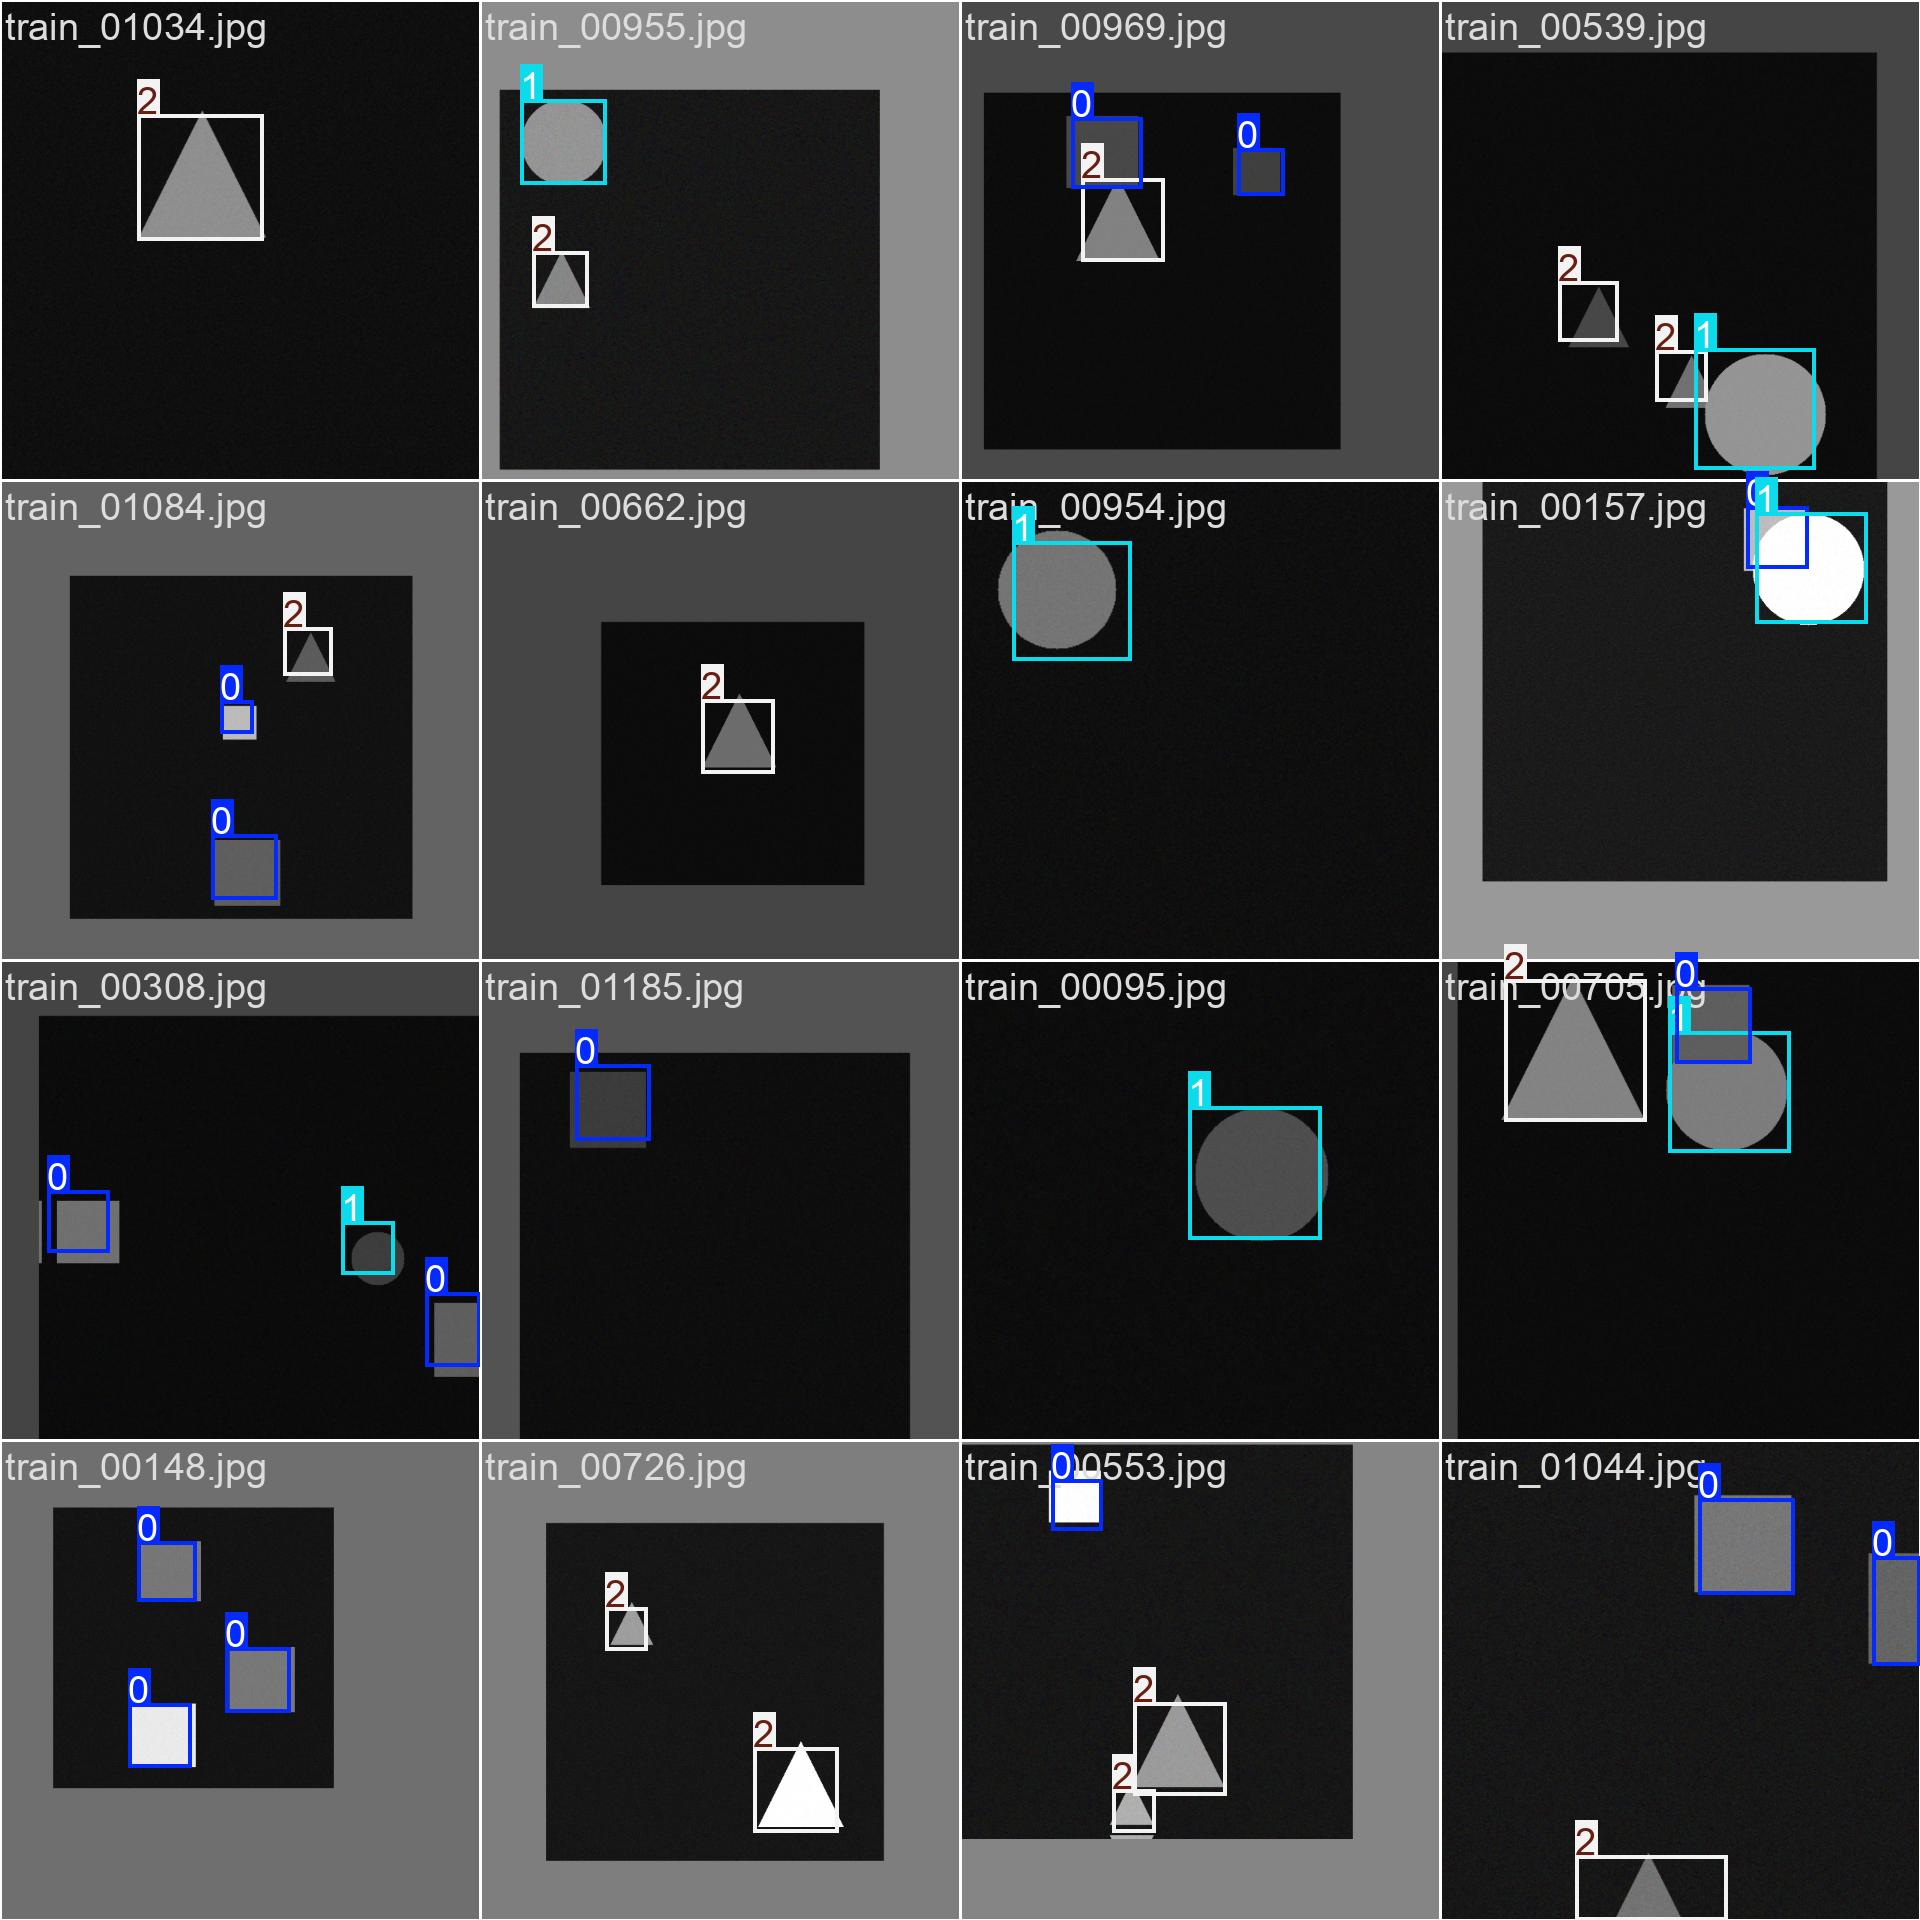 train_01034.jpg
2
train_00955.jpg
1
2
train_00969.jpg
0
0
2
train_00539.jpg
2
2
1
train_01084.jpg
2
0
0
train_00662.jpg
2
train_00954.jpg
1
train_00157.jpg
0
1
train_00308.jpg
0
1
0
train_01185.jpg
0
train_00095.jpg
1
train_00705.jpg
2
0
1
train_00148.jpg
0
0
0
train_00726.jpg
2
2
train_00553.jpg
0
2
2
train_01044.jpg
0
0
2